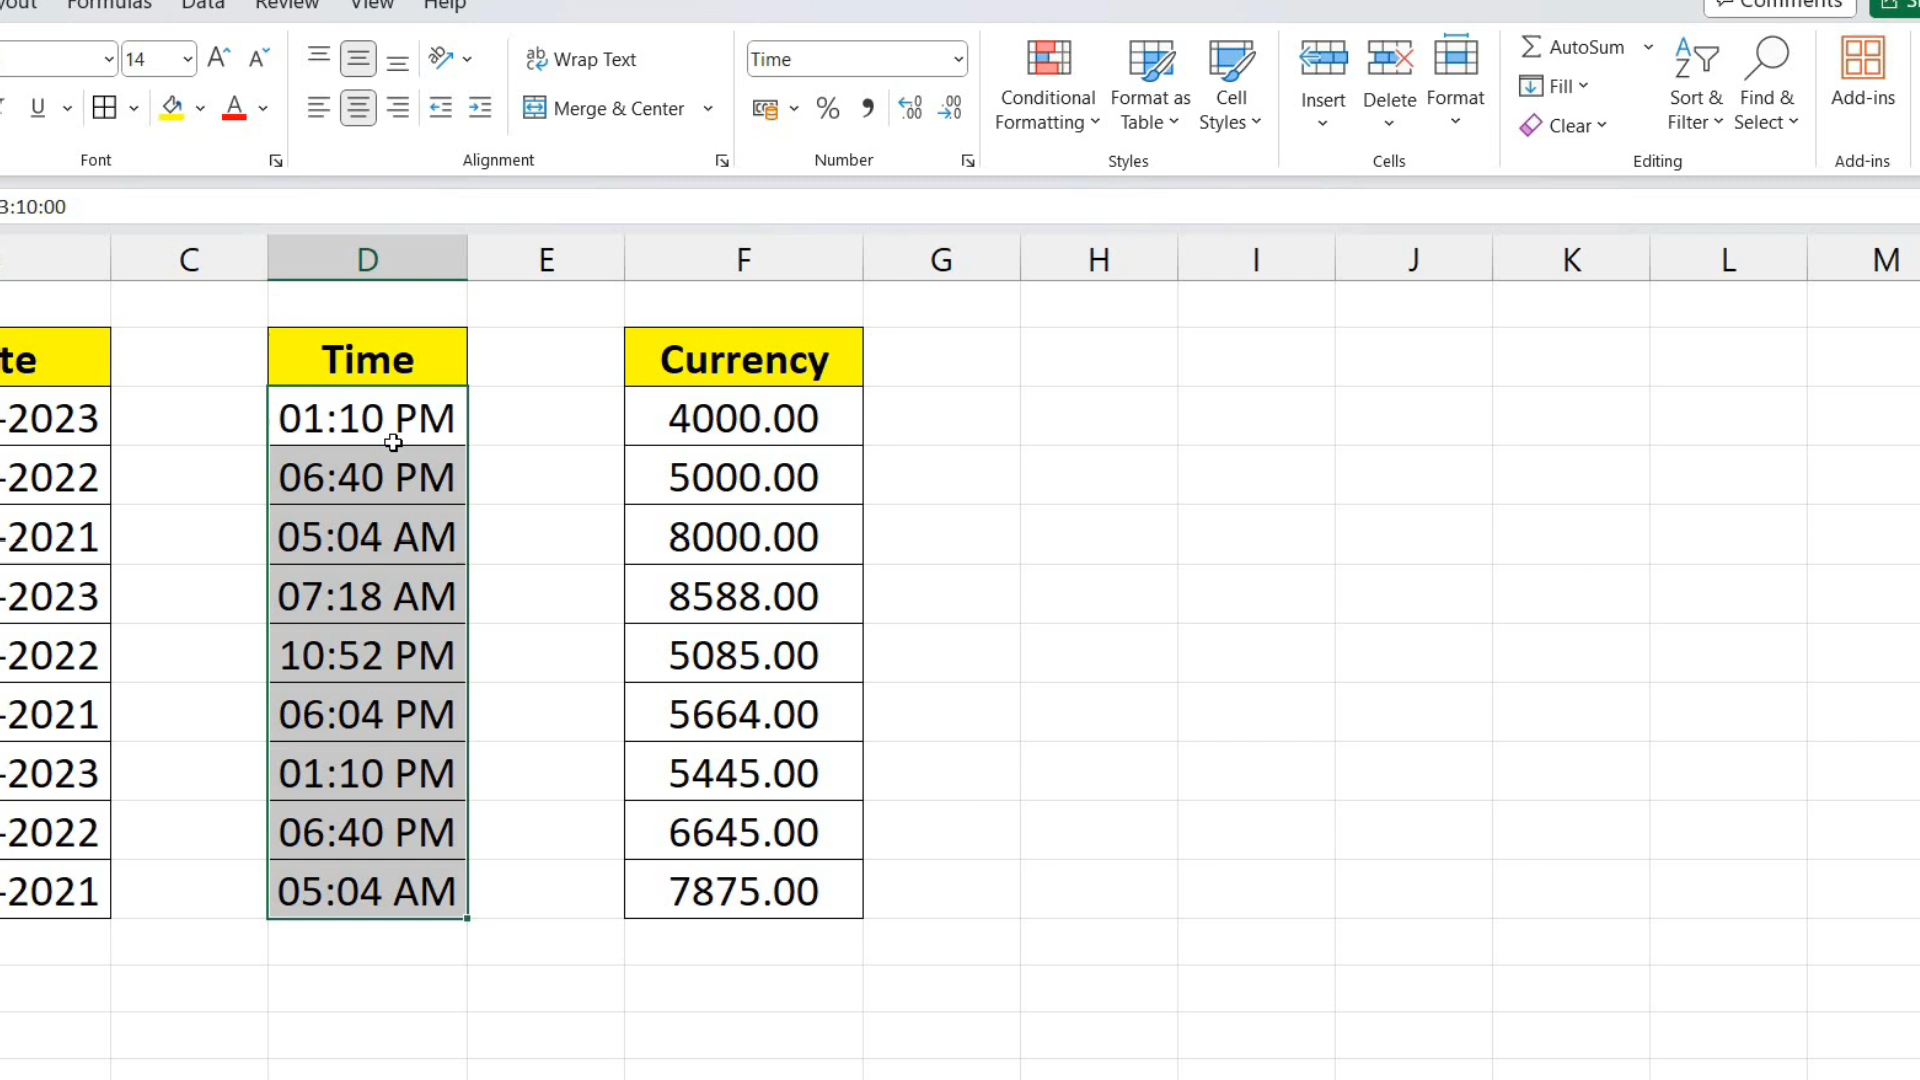 Formulas Data Review View Help Comments
14 Wrap Text Time AutoSum
U A Merge & Center % Conditional Formatting Format as Table Cell Styles Insert Delete Format Fill Sort & Filter Find & Select Add-ins
Clear
Font Alignment Number Styles Cells Editing Add-ins
3:10:00
C D E F G H I J K L M
te Time Currency
-2023 01:10 PM 4000.00
-2022 06:40 PM 5000.00
-2021 05:04 AM 8000.00
-2023 07:18 AM 8588.00
-2022 10:52 PM 5085.00
-2021 06:04 PM 5664.00
-2023 01:10 PM 5445.00
-2022 06:40 PM 6645.00
-2021 05:04 AM 7875.00